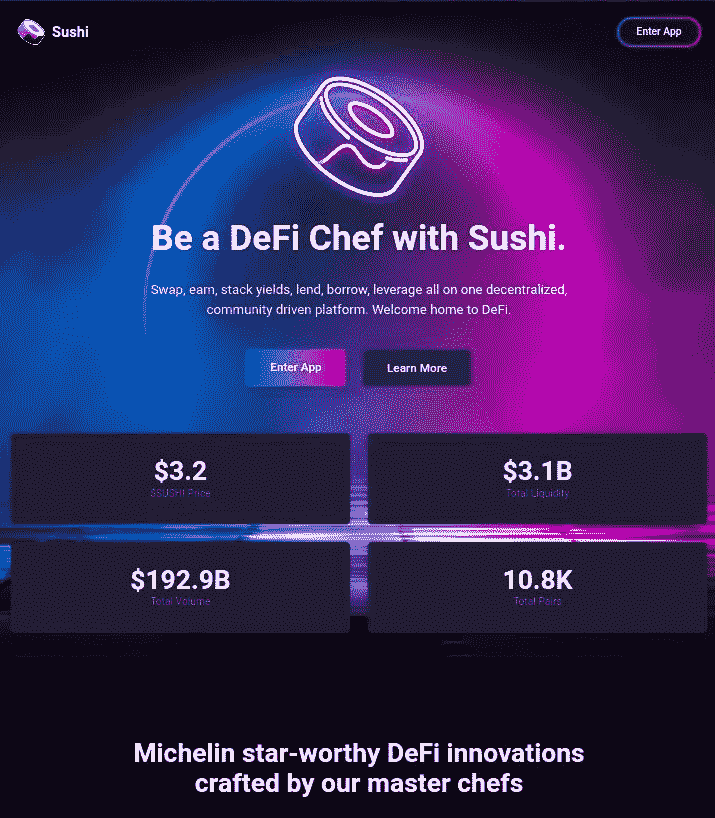 Sushi
Enter App
Be a DeFi Chef with Sushi.
Swap, earn, stack yields, lend, borrow, leverage all on one decentralized,
community driven platform. Welcome home to DeFi.
Enter App
Learn More
$3.2
$SUSHI Price
$3.1B
Total Liquidity
$192.9B
Total Volume
10.8K
Total Pairs
Michelin star-worthy DeFi innovations
crafted by our master chefs